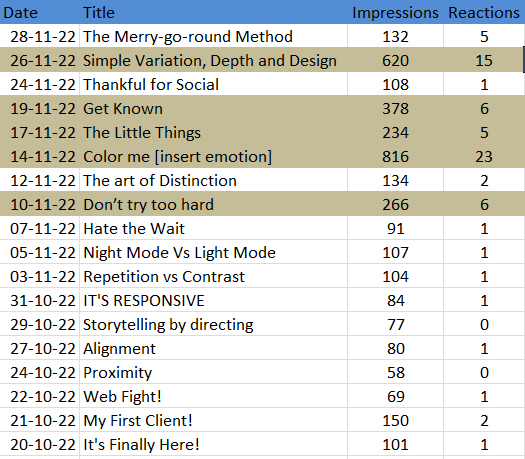 Date Title Impressions Reactions
28-11-22 The Merry-go-round Method 132 5
26-11-22 Simple Variation, Depth and Design 620 15
24-11-22 Thankful for Social 108 1
19-11-22 Get Known 378 6
17-11-22 The Little Things 234 5
14-11-22 Color me [insert emotion] 816 23
12-11-22 The art of Distinction 134 2
10-11-22 Don’t try too hard 266 6
07-11-22 Hate the Wait 91 1
05-11-22 Night Mode Vs Light Mode 107 1
03-11-22 Repetition vs Contrast 104 1
31-10-22 IT'S RESPONSIVE 84 1
29-10-22 Storytelling by directing 77 0
27-10-22 Alignment 80 1
24-10-22 Proximity 58 0
22-10-22 Web Fight! 69 1
21-10-22 My First Client! 150 2
20-10-22 It's Finally Here! 101 1